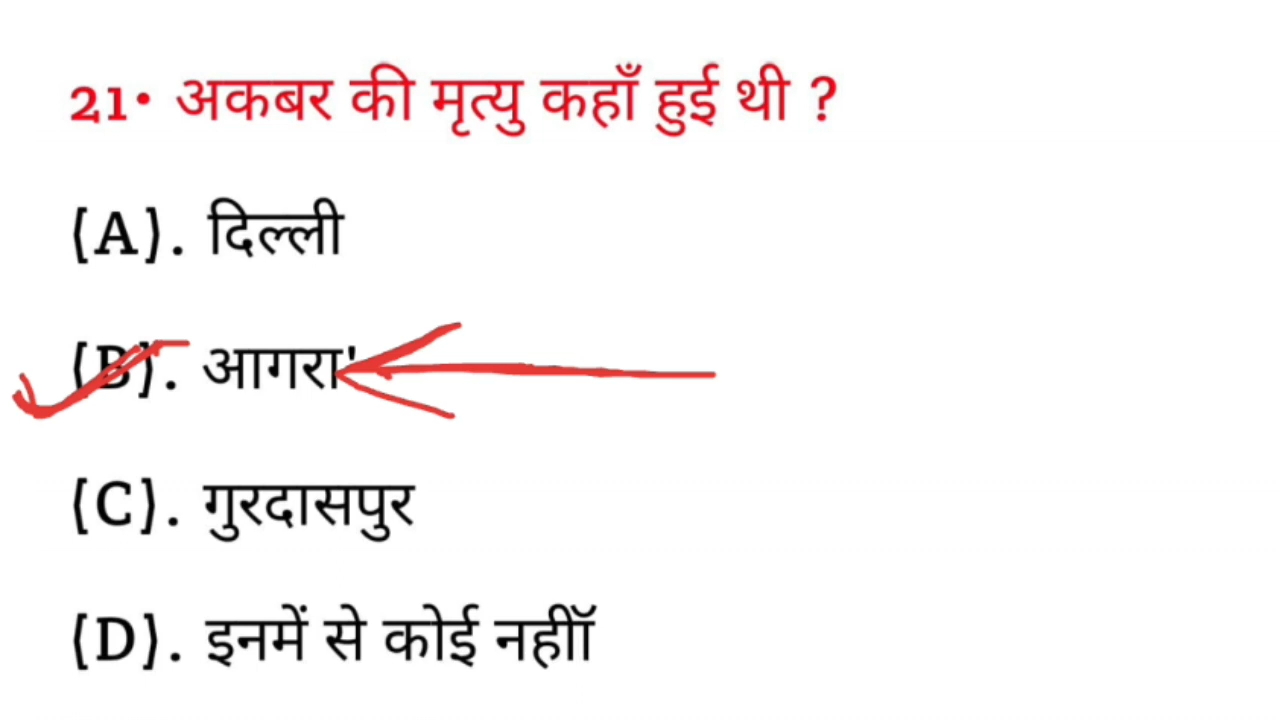 21• अकबर की मृत्यु कहाँ हुई थी ?
(A). दिल्ली
(B). आगरा'
(C). गुरदासपुर
(D). इनमें से कोई नहीॉ